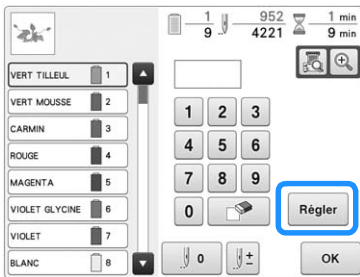 1 952 1 min
9 4221 9 min
VERT TILLEUL 1
VERT MOUSSE 2
CARMIN 3
ROUGE 4
MAGENTA 5
VIOLET GLYCINE 6
VIOLET 7
BLANC 8
1 2 3
4 5 6
7 8 9
0
Régler
0 ± OK